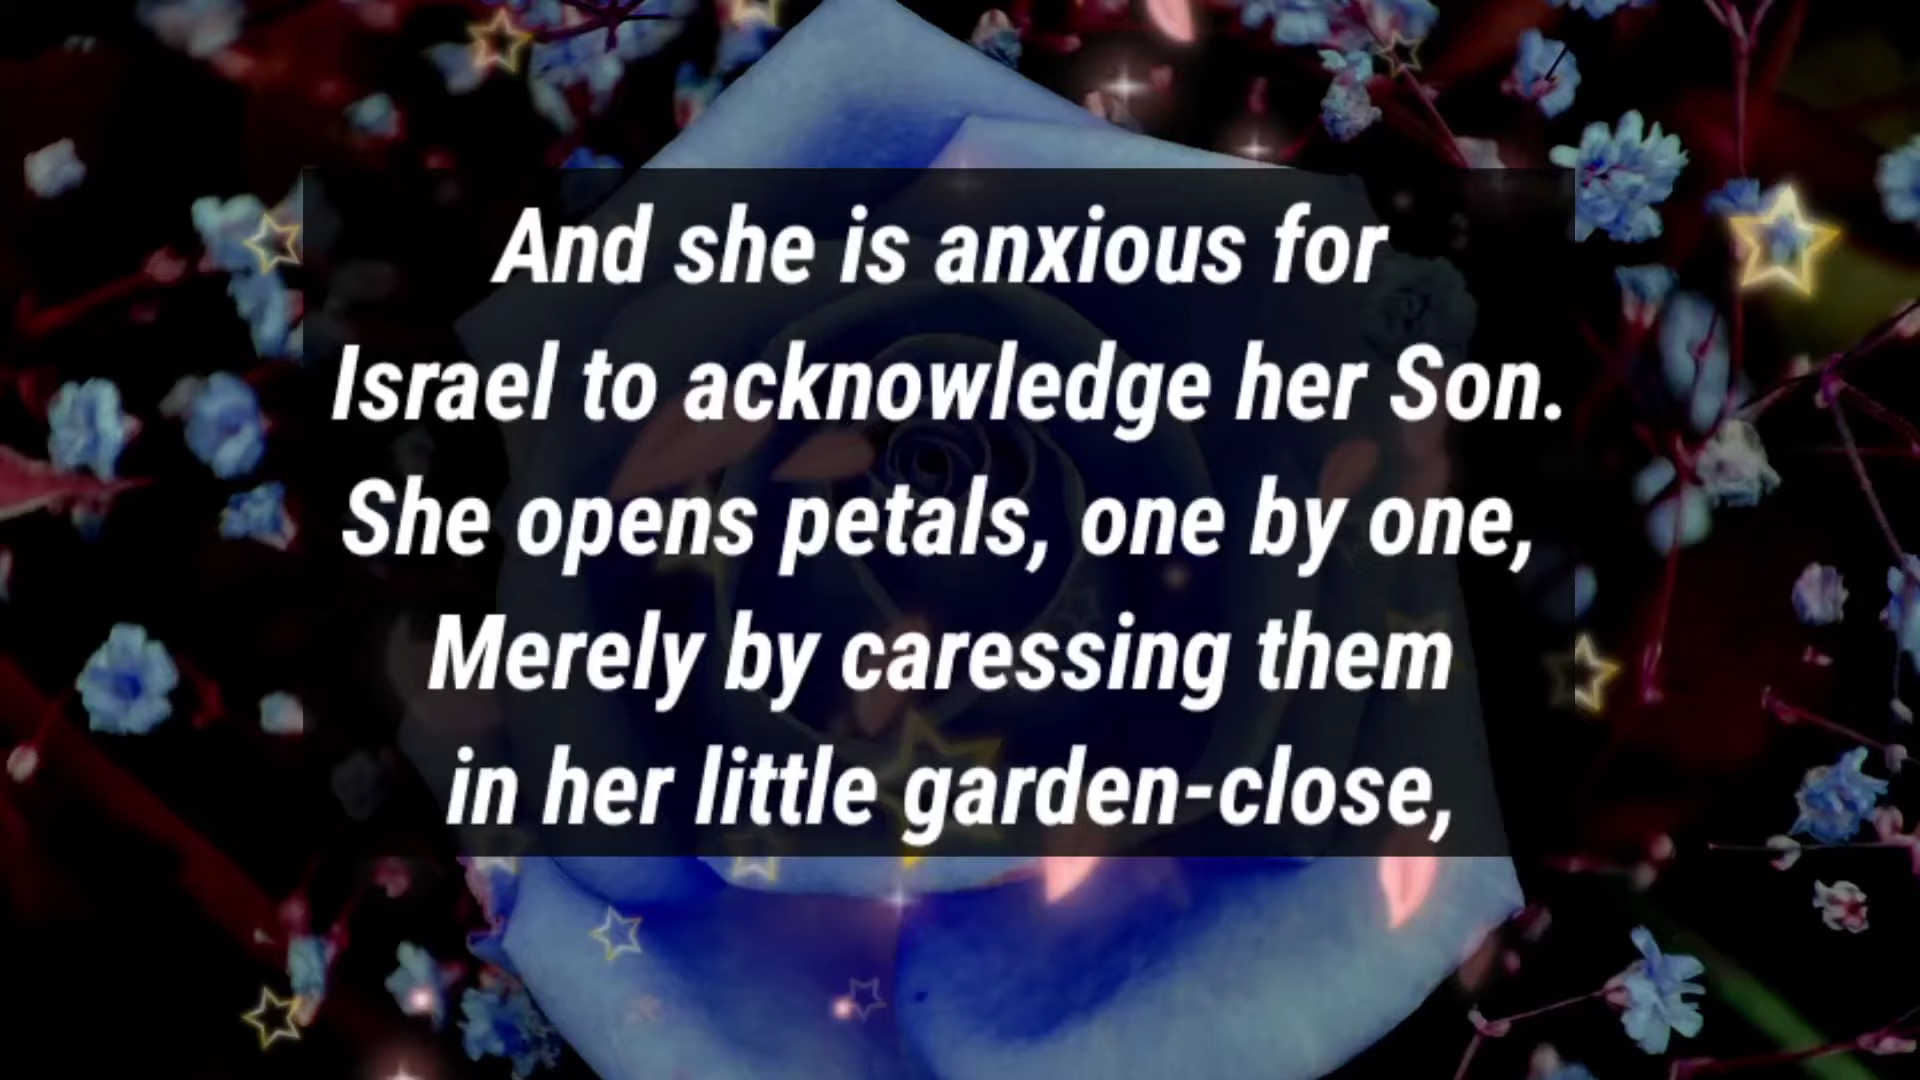 And she is anxious for
Israel to acknowledge her Son.
She opens petals, one by one,
Merely by caressing them
in her little garden-close,